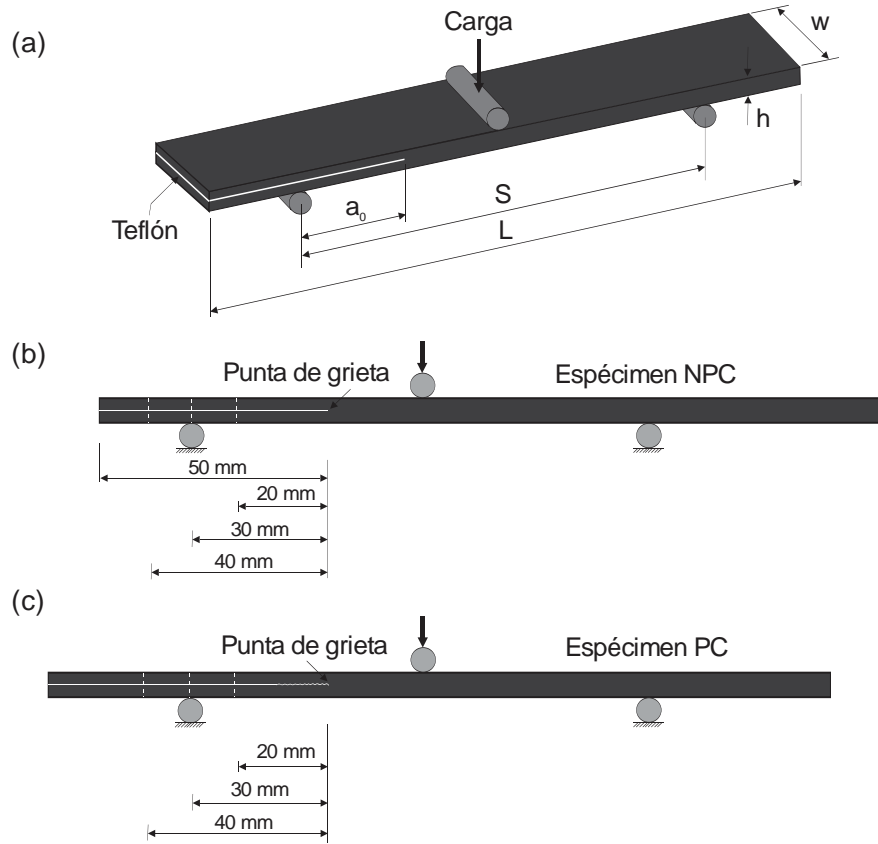 (a)
Carga
w
h
Teflón
a₀
S
L
(b)
Punta de grieta
Espécimen NPC
50 mm
20 mm
30 mm
40 mm
(c)
Punta de grieta
Espécimen PC
20 mm
30 mm
40 mm